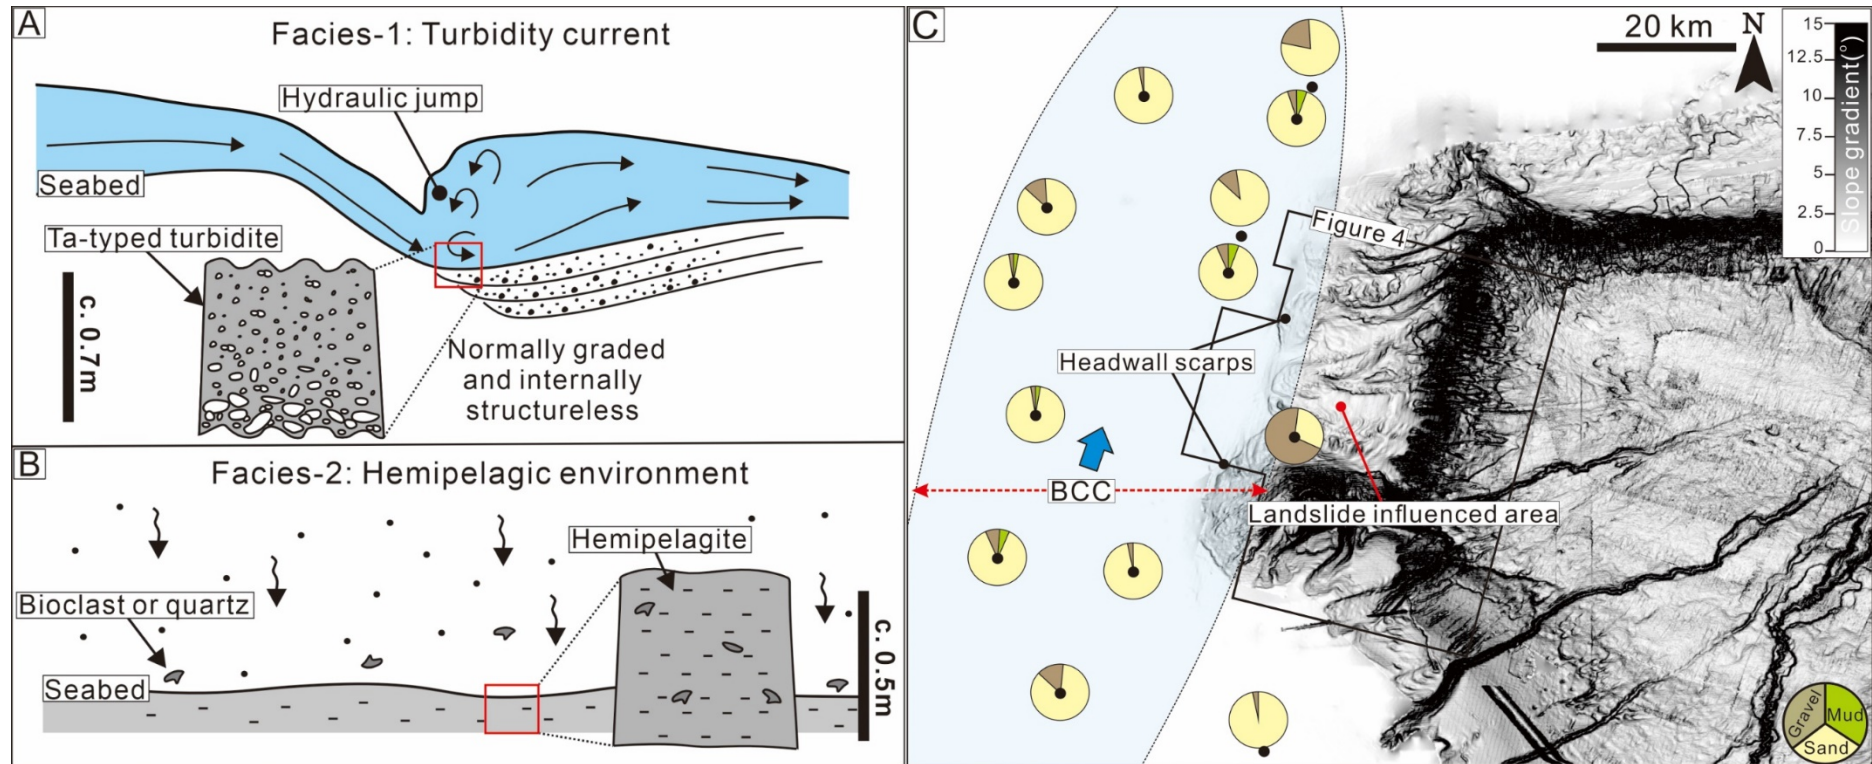 A
Facies-1: Turbidity current
Hydraulic jump
Seabed
Ta-typed turbidite
c. 0.7m
Normally graded
and internally
structureless
B
Facies-2: Hemipelagic environment
Hemipelagite
Bioclast or quartz
Seabed
c. 0.5m
C
20 km
N
15
12.5
10
7.5
5
2.5
0
Slope gradient(°)
Figure 4
Headwall scarps
BCC
Landslide influenced area
Gravel
Mud
Sand